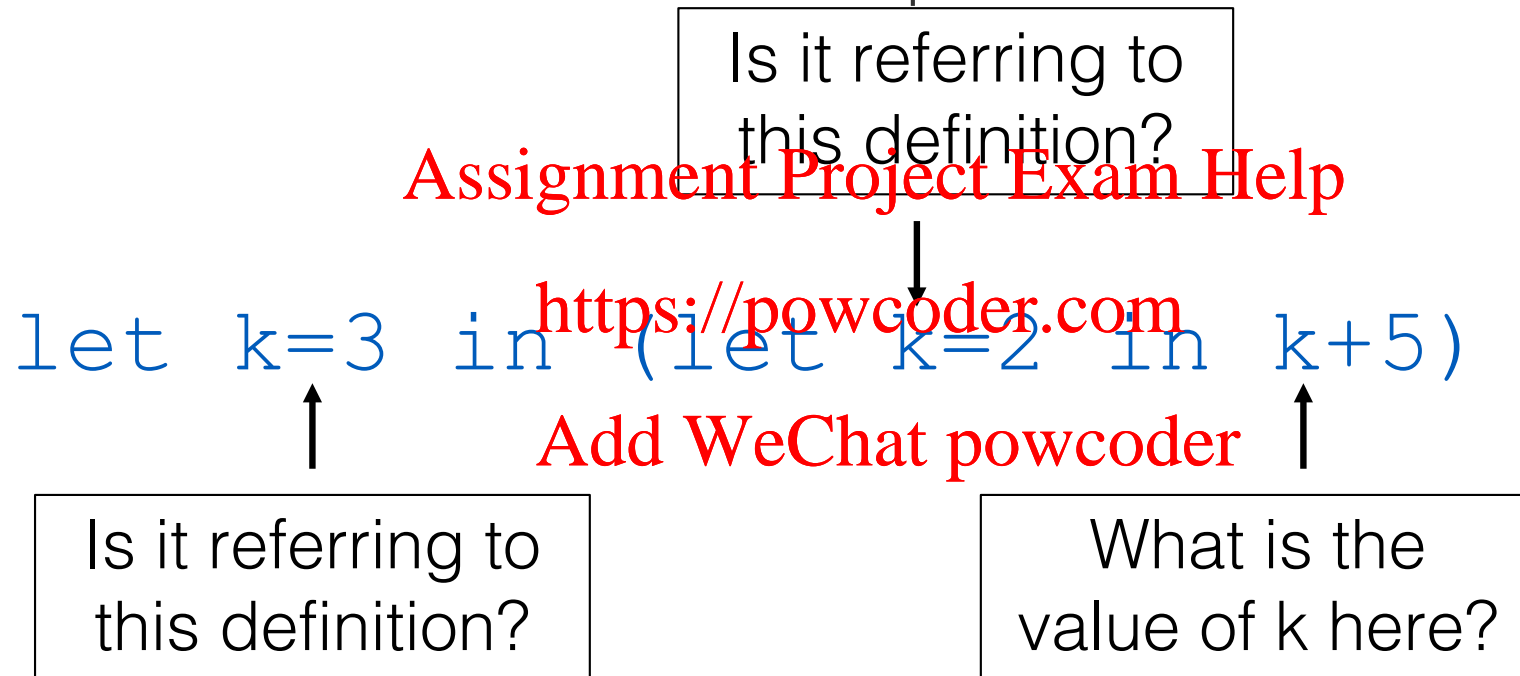 Is it referring to
this definition?
Assignment Project Exam Help
https://powcoder.com
let k=3 in (let k=2 in k+5)
Add WeChat powcoder
Is it referring to
this definition?
What is the
value of k here?